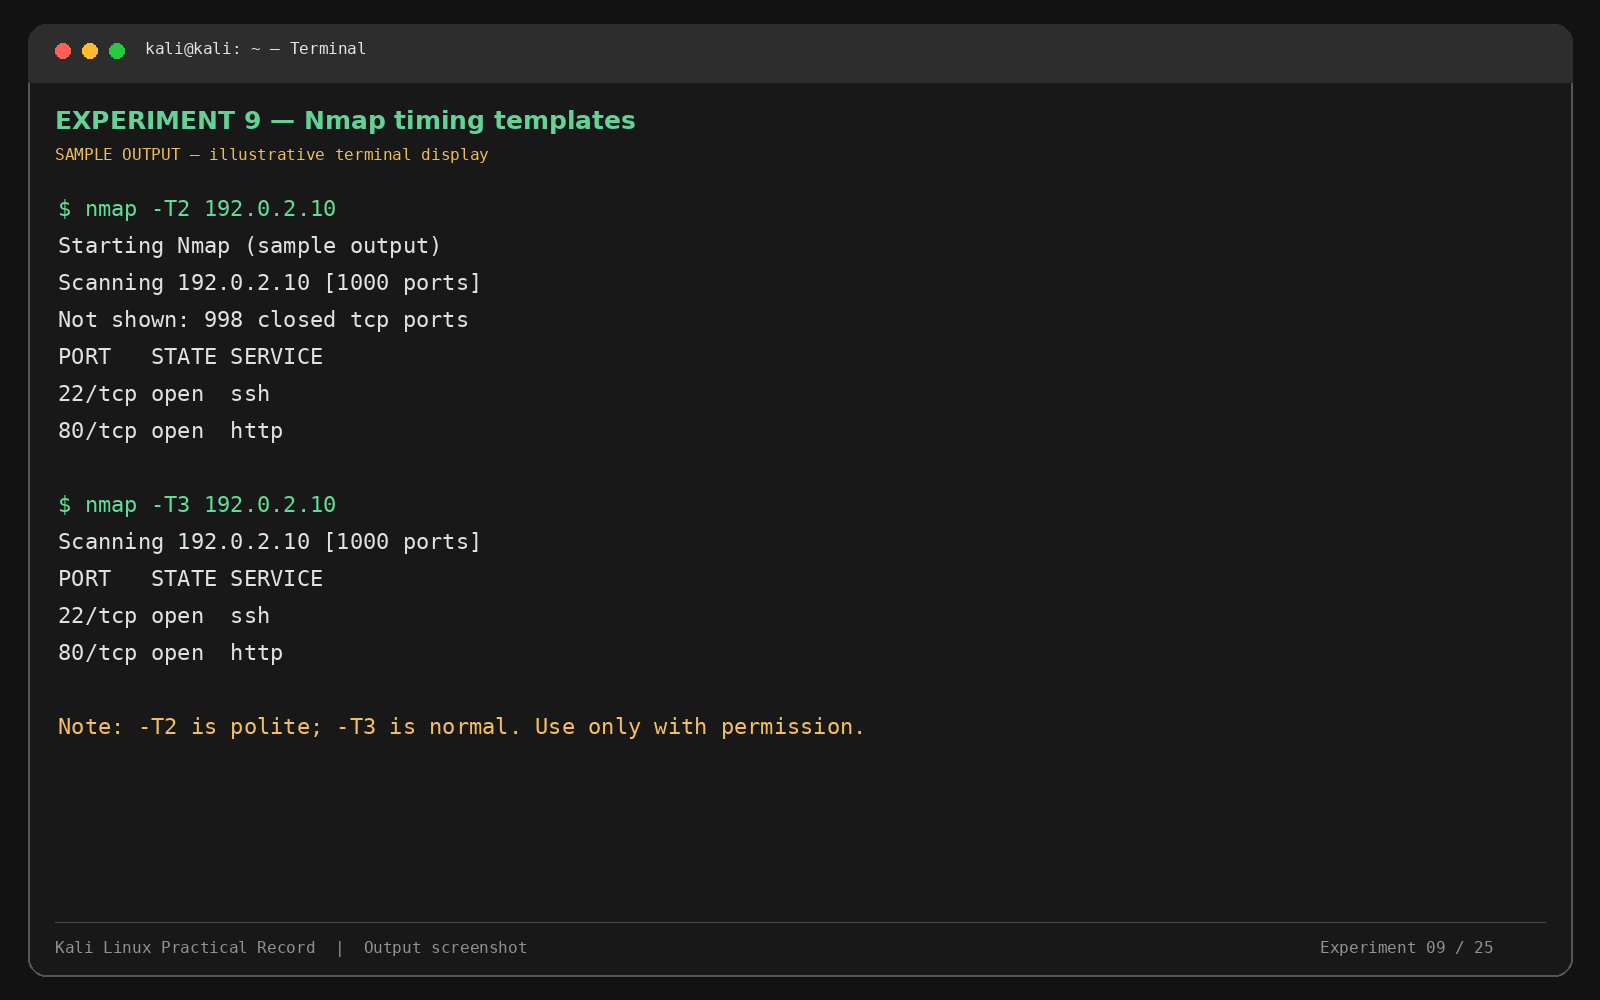 kali@kali: ~ — Terminal
EXPERIMENT 9 — Nmap timing templates
SAMPLE OUTPUT — illustrative terminal display
$ nmap -T2 192.0.2.10
Starting Nmap (sample output)
Scanning 192.0.2.10 [1000 ports]
Not shown: 998 closed tcp ports
PORT   STATE SERVICE
22/tcp open  ssh
80/tcp open  http
$ nmap -T3 192.0.2.10
Scanning 192.0.2.10 [1000 ports]
PORT   STATE SERVICE
22/tcp open  ssh
80/tcp open  http
Note: -T2 is polite; -T3 is normal. Use only with permission.
Kali Linux Practical Record  |  Output screenshot
Experiment 09 / 25